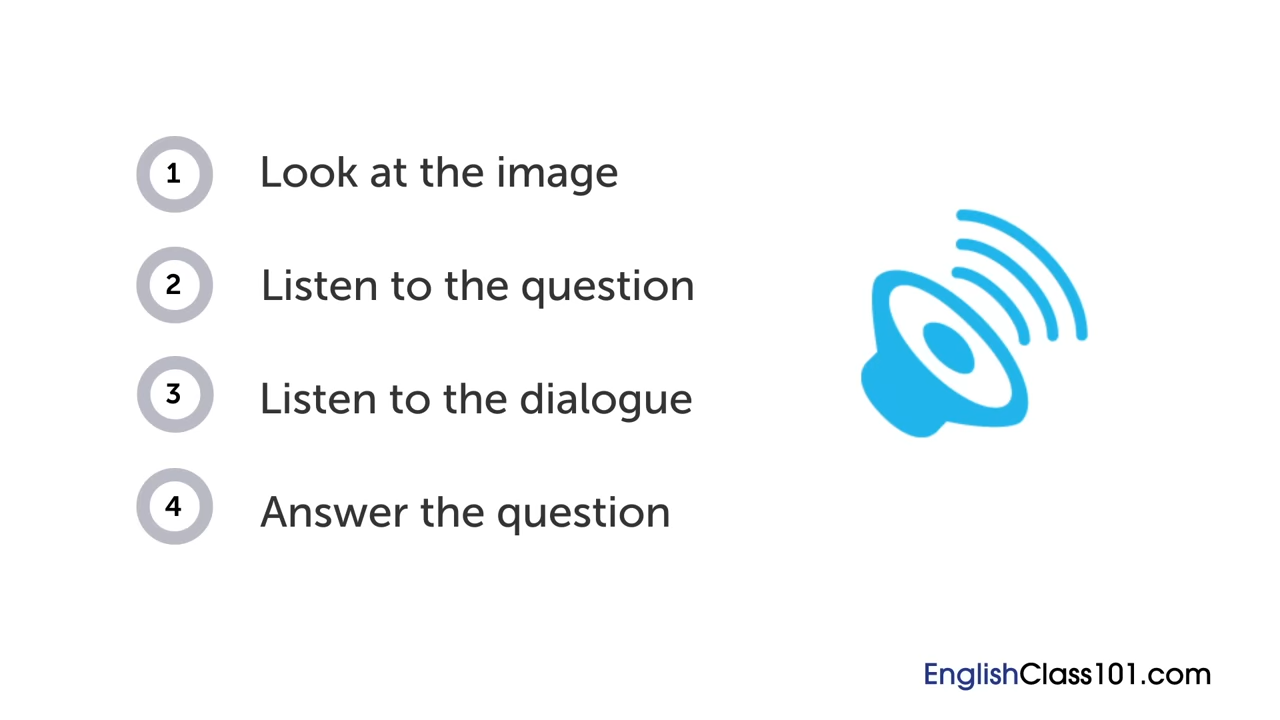 1 Look at the image
2 Listen to the question
3 Listen to the dialogue
4 Answer the question
EnglishClass101.com